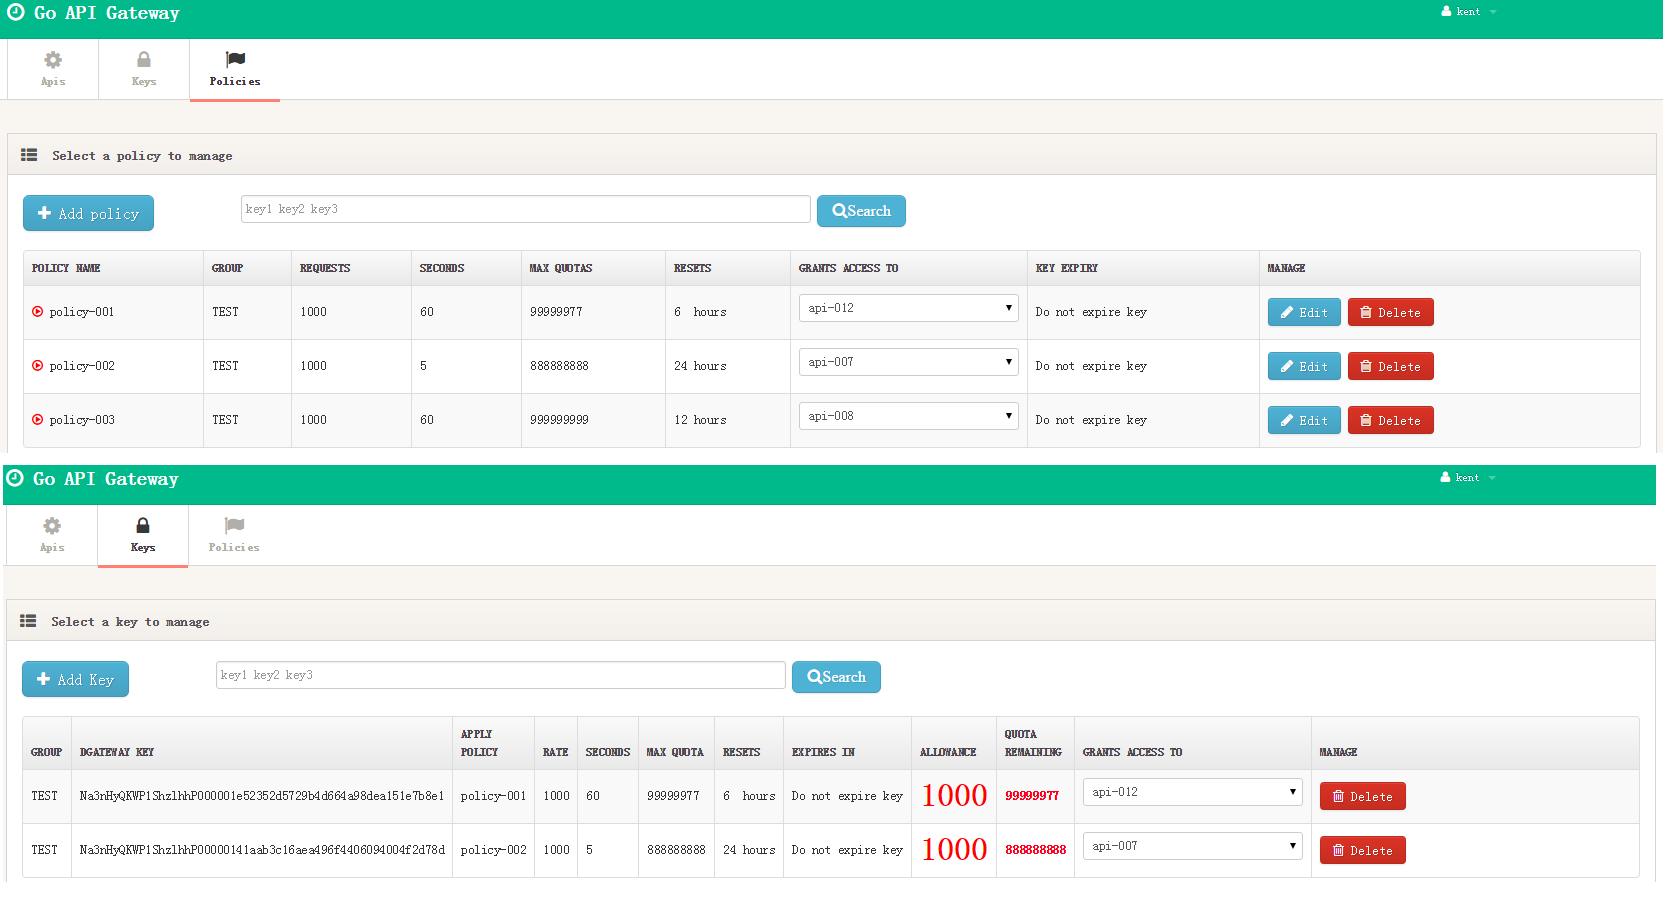 Go API Gateway kent
Apis Keys Policies
Select a policy to manage
Add policy key1 key2 key3 Search
POLICY NAME GROUP REQUESTS SECONDS MAX QUOTAS RESETS GRANTS ACCESS TO KEY EXPIRY MANAGE
policy-001 TEST 1000 60 99999977 6 hours api-012 Do not expire key Edit Delete
policy-002 TEST 1000 5 888888888 24 hours api-007 Do not expire key Edit Delete
policy-003 TEST 1000 60 999999999 12 hours api-008 Do not expire key Edit Delete
Go API Gateway kent
Apis Keys Policies
Select a key to manage
Add Key key1 key2 key3 Search
GROUP DGATEWAY KEY APPLY POLICY RATE SECONDS MAX QUOTA RESETS EXPIRES IN ALLOWANCE QUOTA REMAINING GRANTS ACCESS TO MANAGE
TEST Na3nHyQKWP1ShzlhhP000001e52352d5729b4d664a98dea151e7b8e1 policy-001 1000 60 99999977 6 hours Do not expire key 1000 99999977 api-012 Delete
TEST Na3nHyQKWP1ShzlhhP00000141aab3c16aea496f4406094004f2d78d policy-002 1000 5 888888888 24 hours Do not expire key 1000 888888888 api-007 Delete